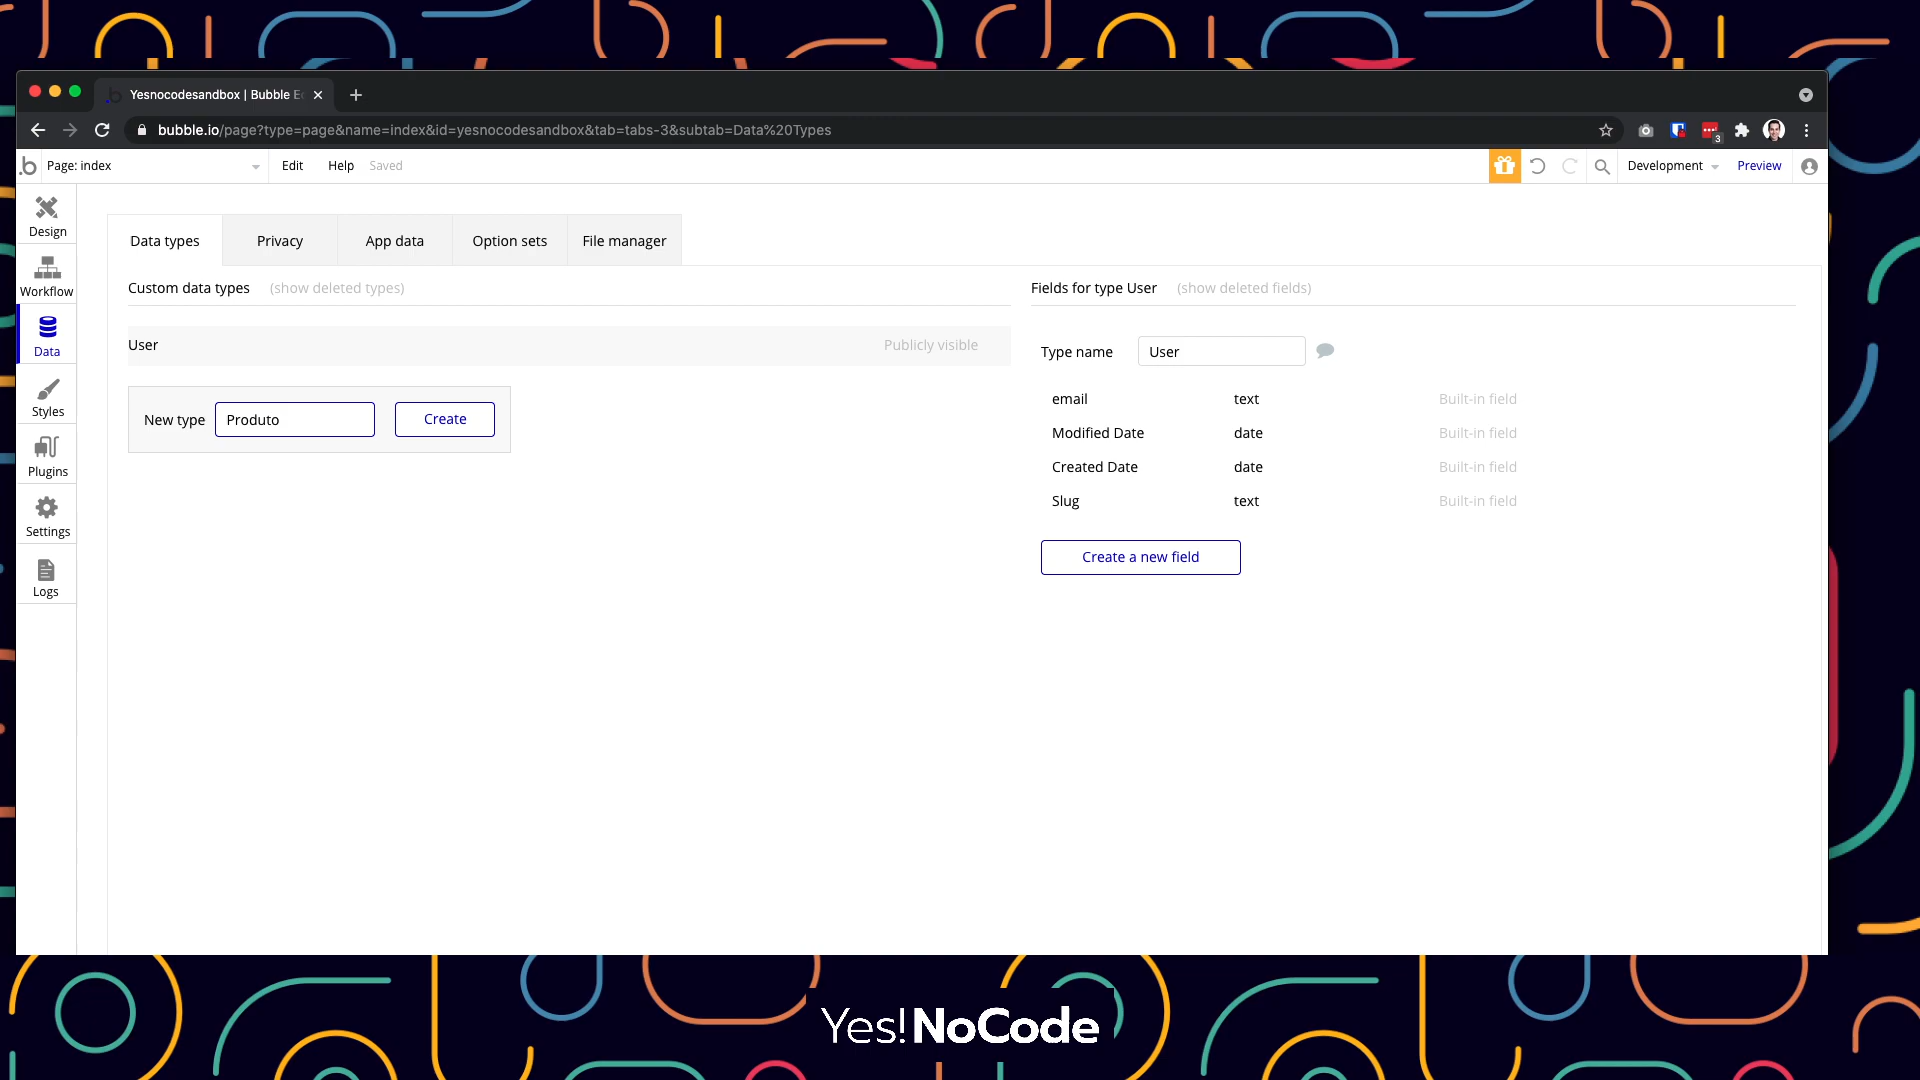 Yesnocodesandbox | Bubble E
bubble.io/page?type=page&name=index&id=yesnocodesandbox&tab=tabs-3&subtab=Data%20Types
3
Page: index
Edit
Help
Saved
Development
Preview
Design
Workflow
Data
Styles
Plugins
Settings
Logs
Data types
Privacy
App data
Option sets
File manager
Custom data types (show deleted types)
User Publicly visible
New type Produto Create
Fields for type User (show deleted fields)
Type name User
email text Built-in field
Modified Date date Built-in field
Created Date date Built-in field
Slug text Built-in field
Create a new field
Yes!NoCode